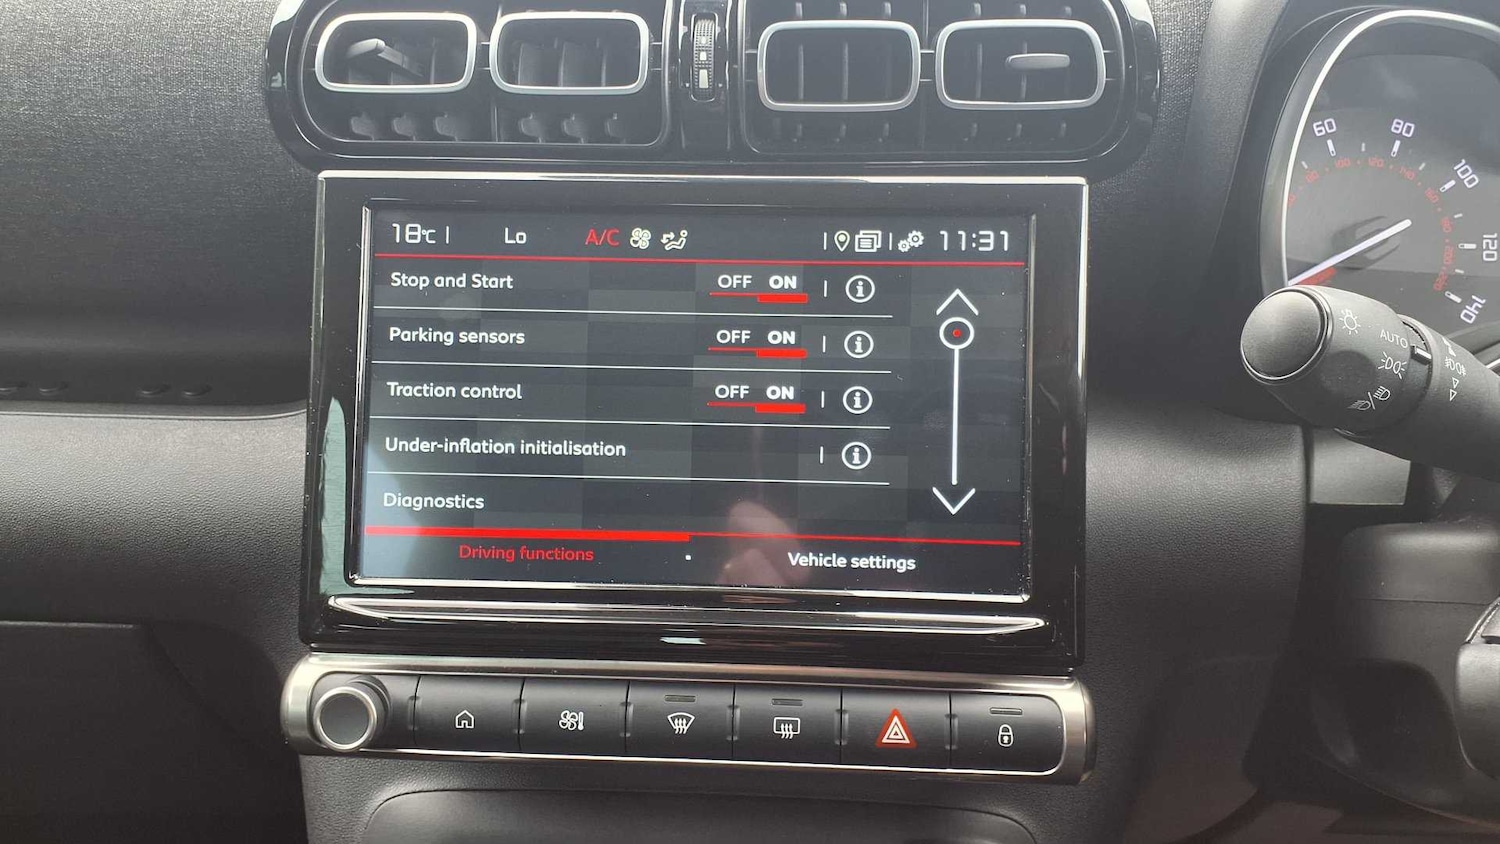 18°C Lo A/C 11:31
Stop and Start OFF ON i
Parking sensors OFF ON i
Traction control OFF ON i
Under-inflation initialisation i
Diagnostics
Driving functions Vehicle settings
60 80 100 120 140
AUTO